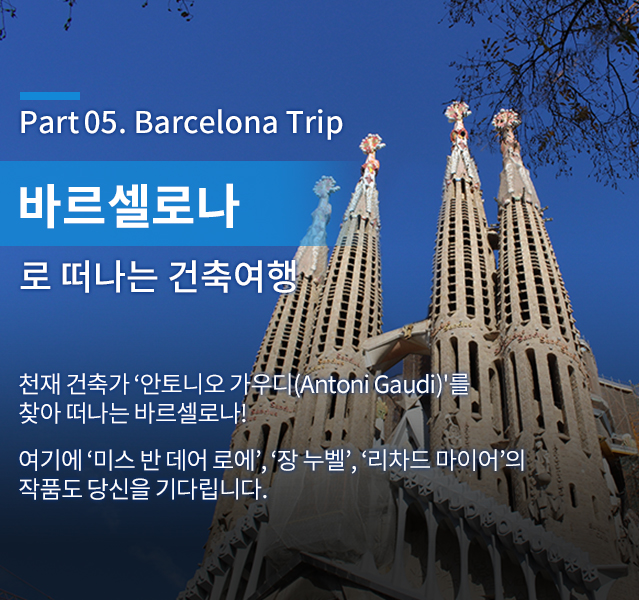 Part 05. Barcelona Trip
바르셀로나
로 떠나는 건축여행
천재 건축가 ‘안토니오 가우디(Antoni Gaudi)'를
찾아 떠나는 바르셀로나!
여기에 ‘미스 반 데어 로에’, ‘장 누벨’, ‘리차드 마이어’의
작품도 당신을 기다립니다.